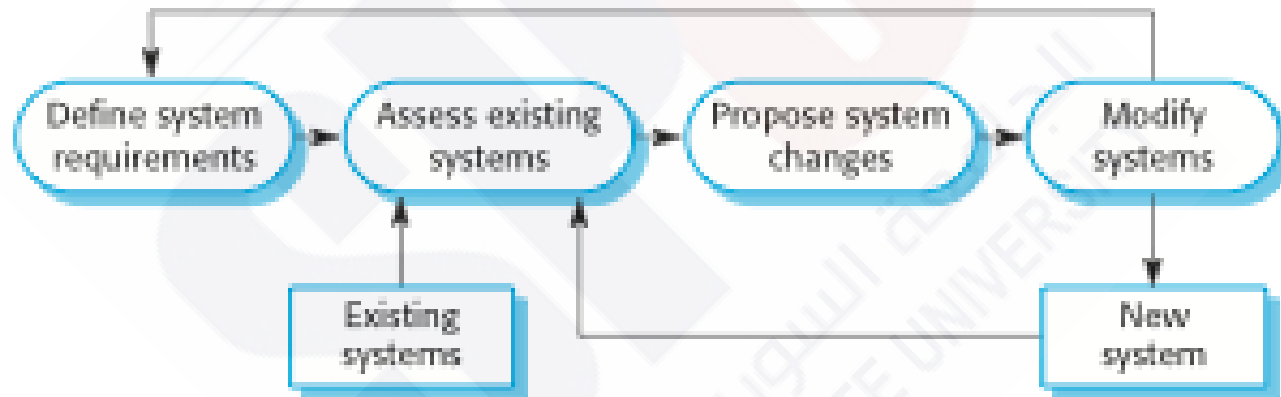 Define system
requirements
Assess existing
systems
Propose system
changes
Modify
systems
Existing
systems
New
system